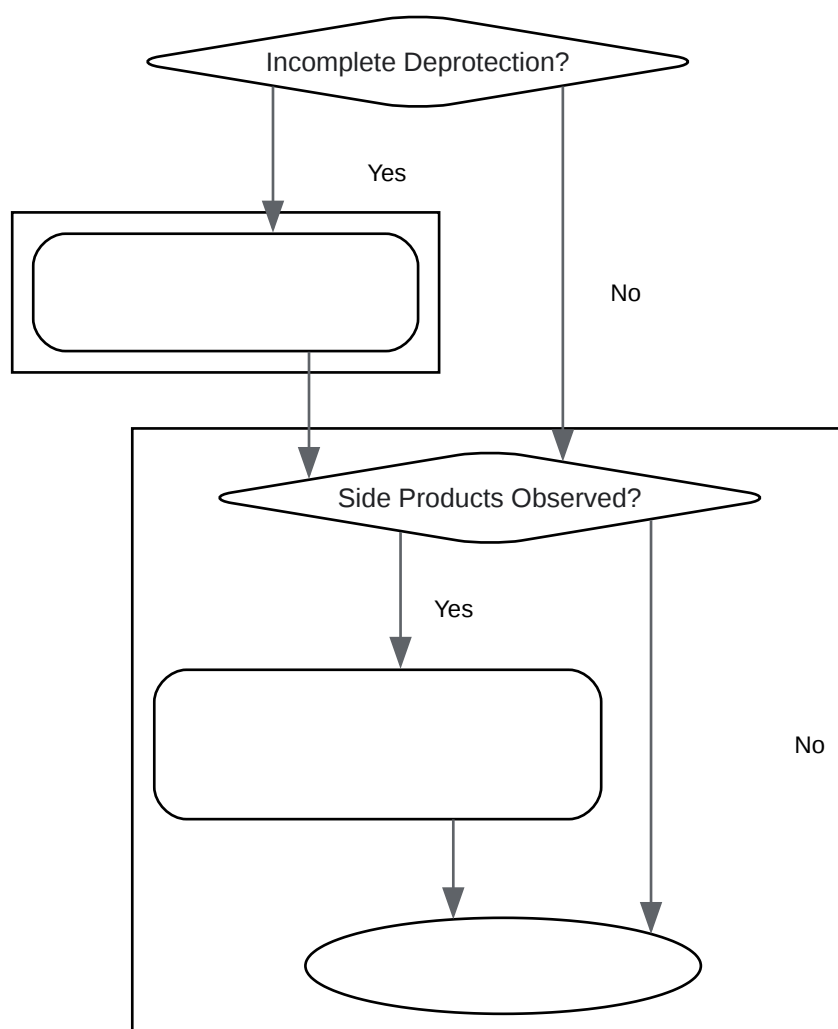 Incomplete Deprotection?
Yes
No
Side Products Observed?
Yes
No